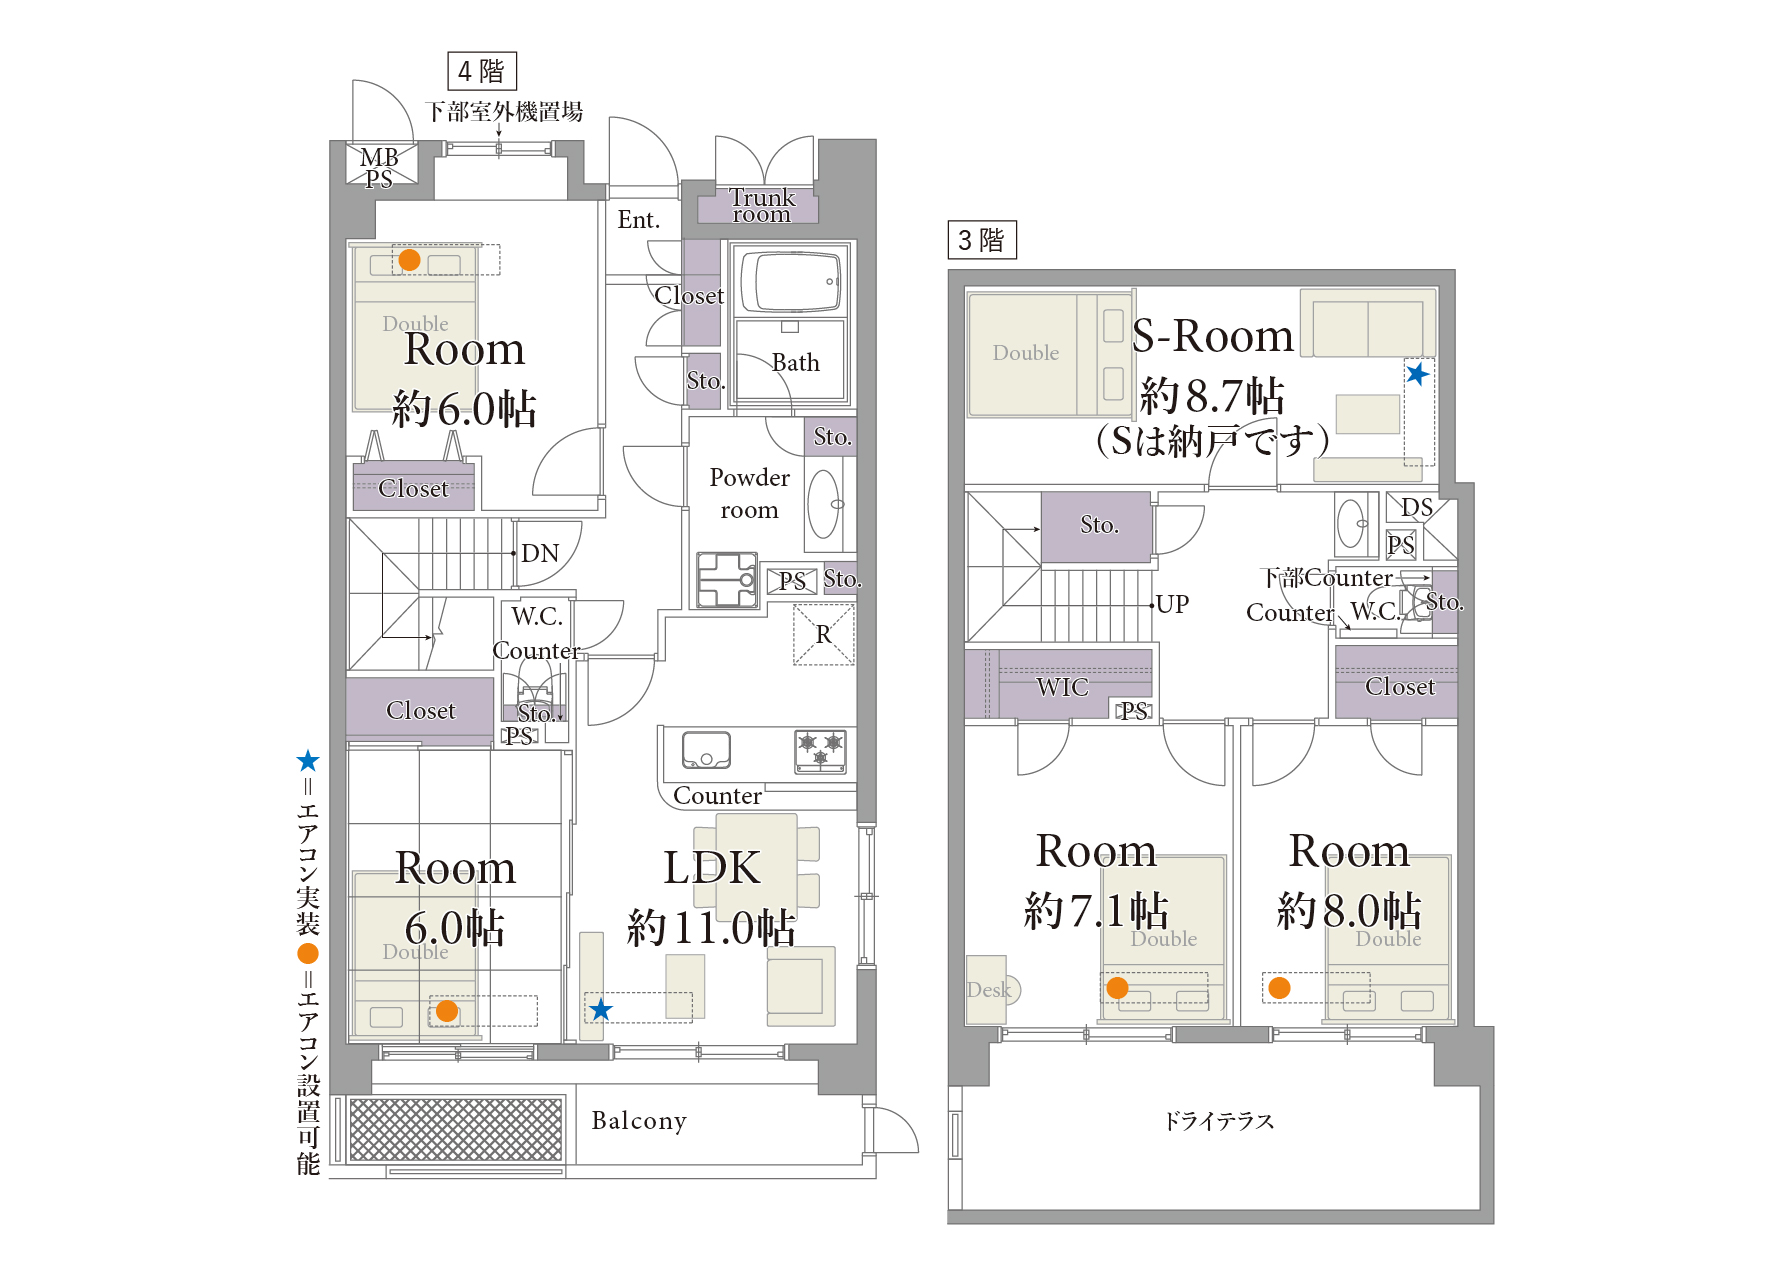 4階
下部室外機置場
MB
PS
Ent.
Trunk
room
Closet
Bath
Sto.
Double
Room
約6.0帖
Closet
Sto.
Powder
room
DN
PS
Sto.
W.C.
Counter
R
Closet
Sto.
PS
Counter
Room
6.0帖
Double
LDK
約11.0帖
Balcony
★=エアコン実装
●=エアコン設置可能
3階
Double
S-Room
約8.7帖
(Sは納戸です)
Sto.
DS
PS
UP
下部Counter
Counter
W.C.
Sto.
WIC
PS
Closet
Room
約7.1帖
Double
Desk
Room
約8.0帖
Double
ドライテラス